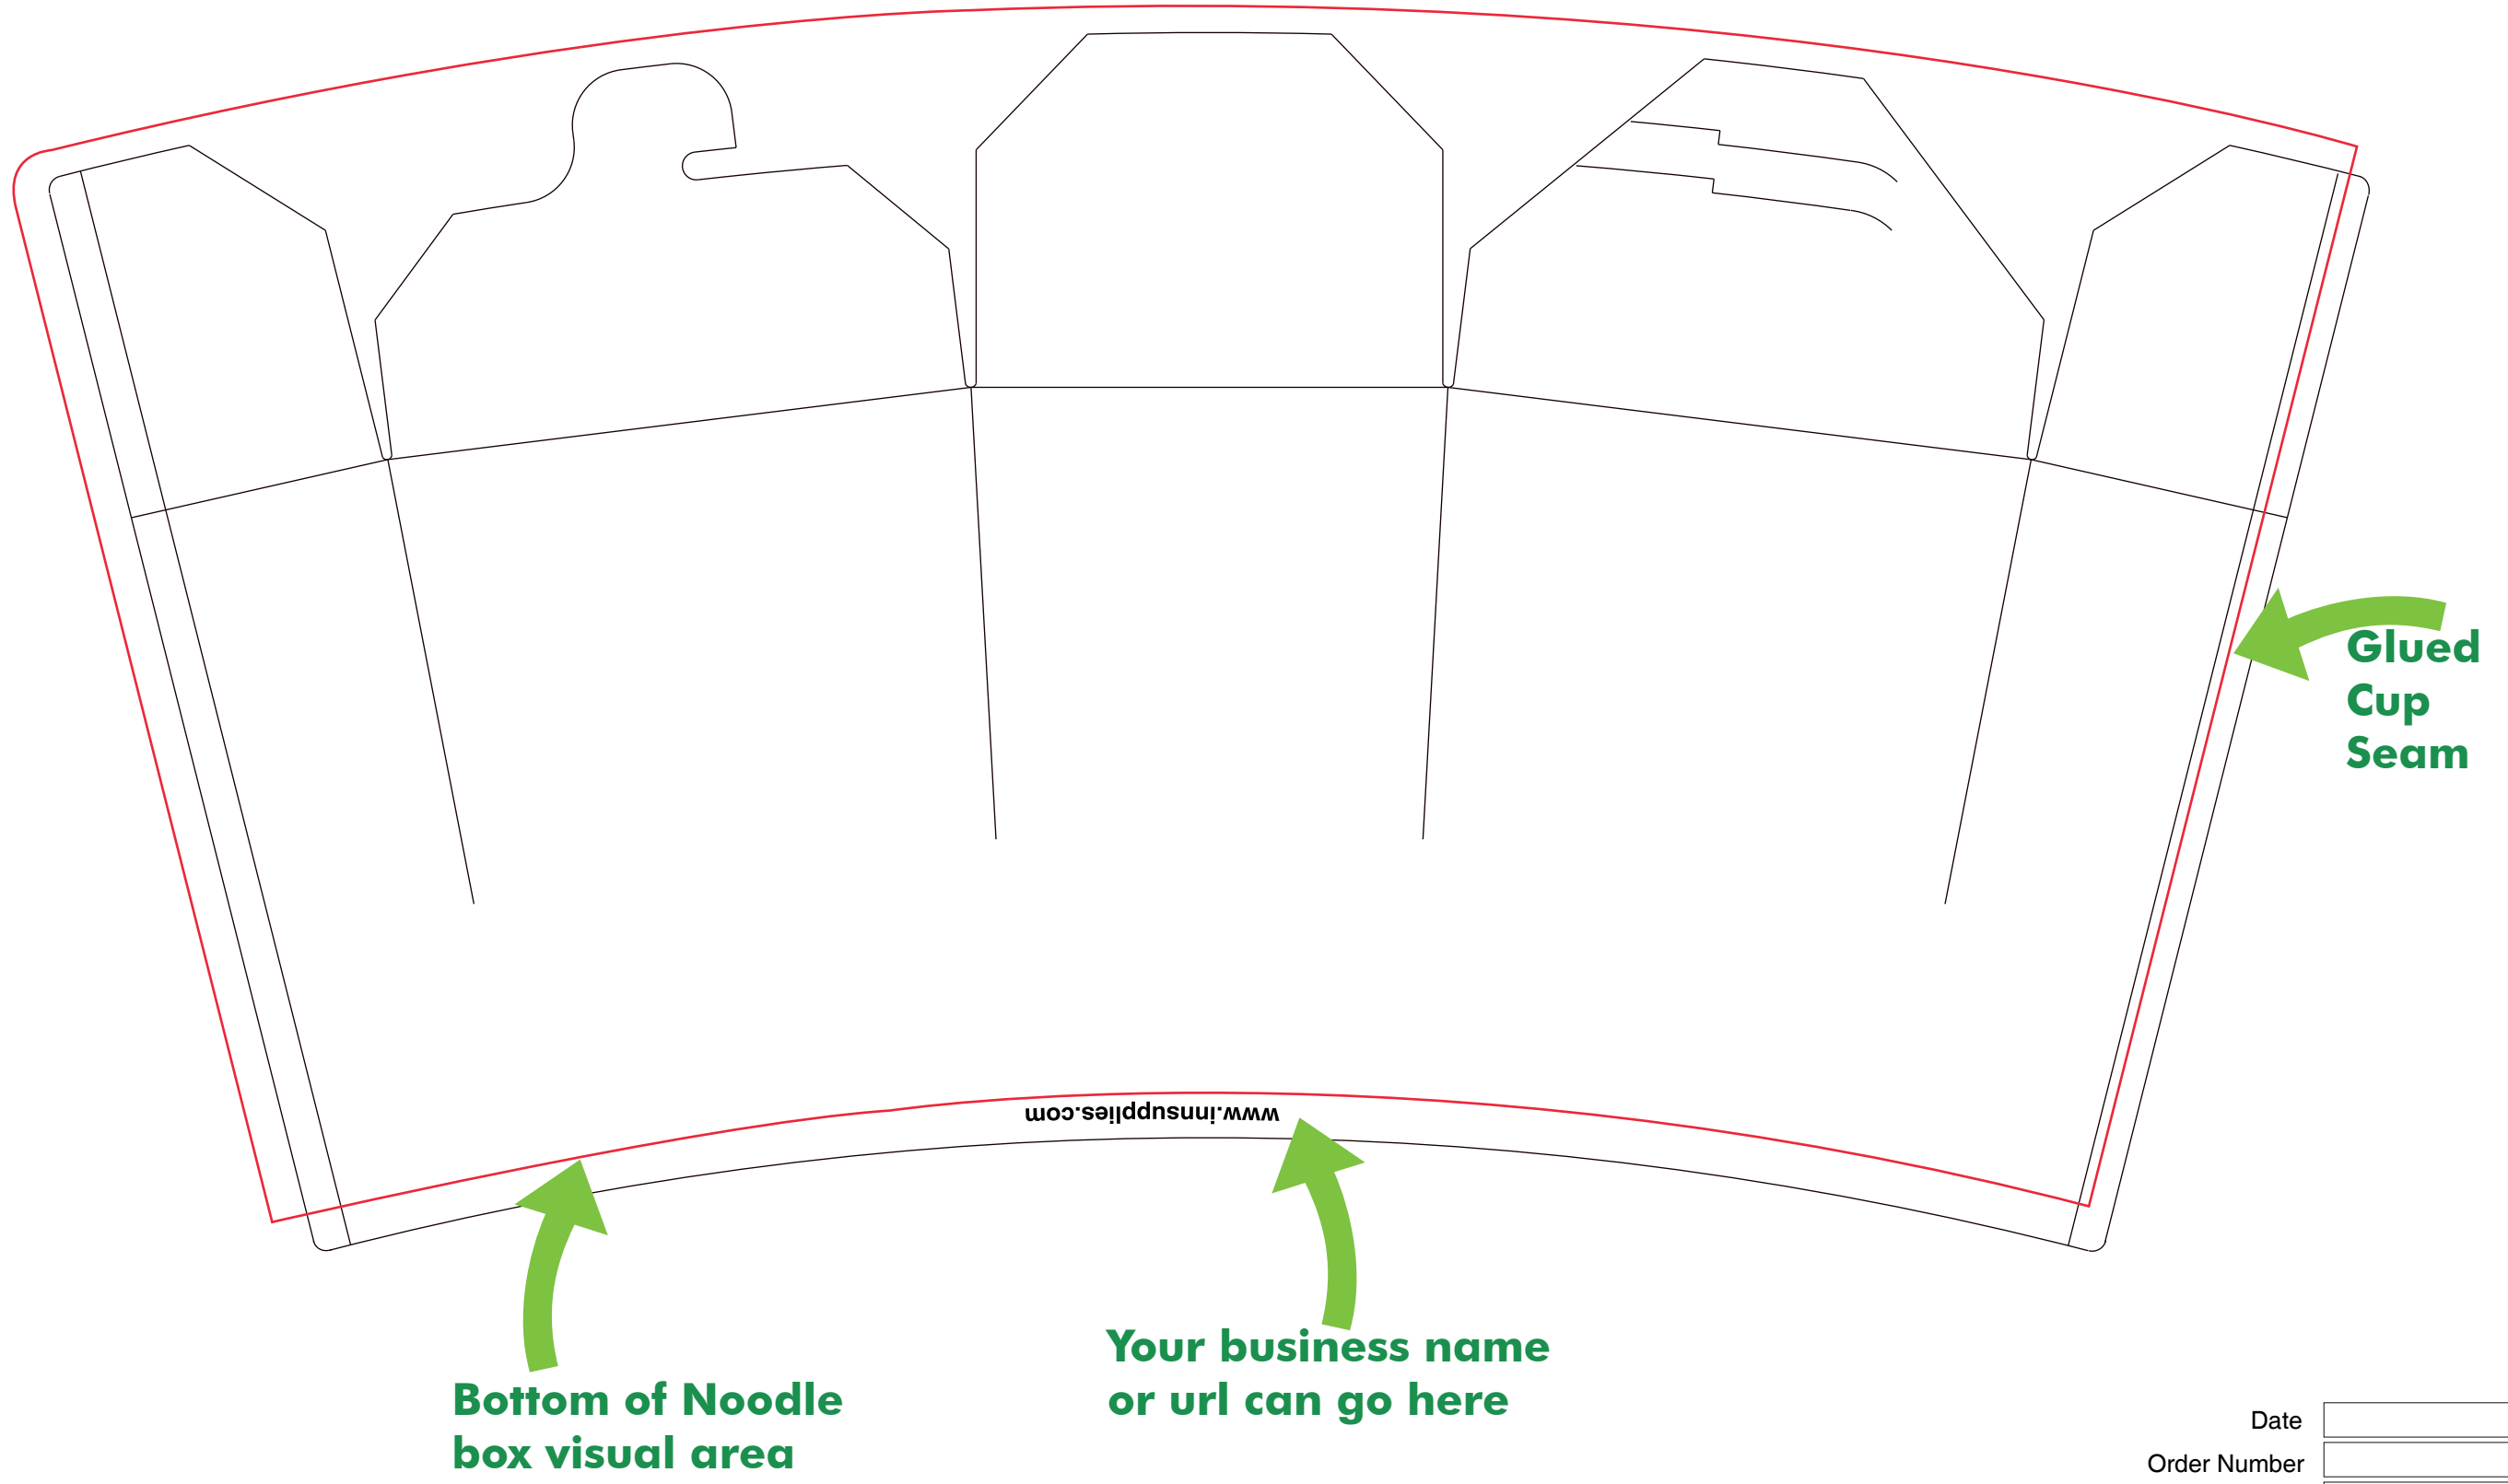 Glued
Cup
Seam
www.innsupplies.com
Your business name
or url can go here
Bottom of Noodle
box visual area
Date
Order Number